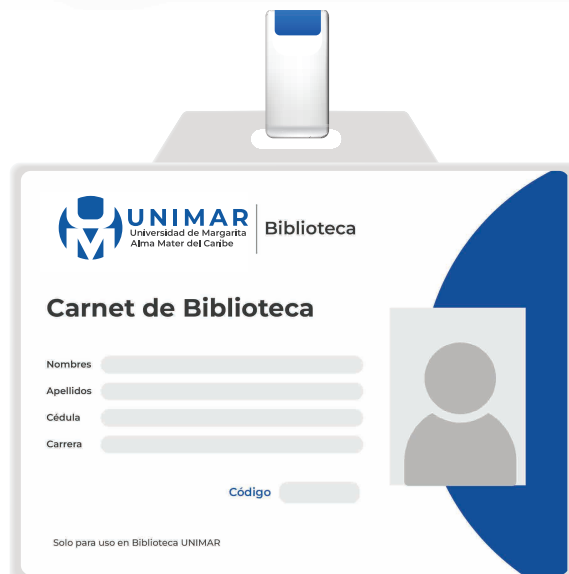 UNIMAR
Universidad de Margarita
Alma Mater del Caribe
Biblioteca
Carnet de Biblioteca
Nombres
Apellidos
Cédula
Carrera
Código
Solo para uso en Biblioteca UNIMAR